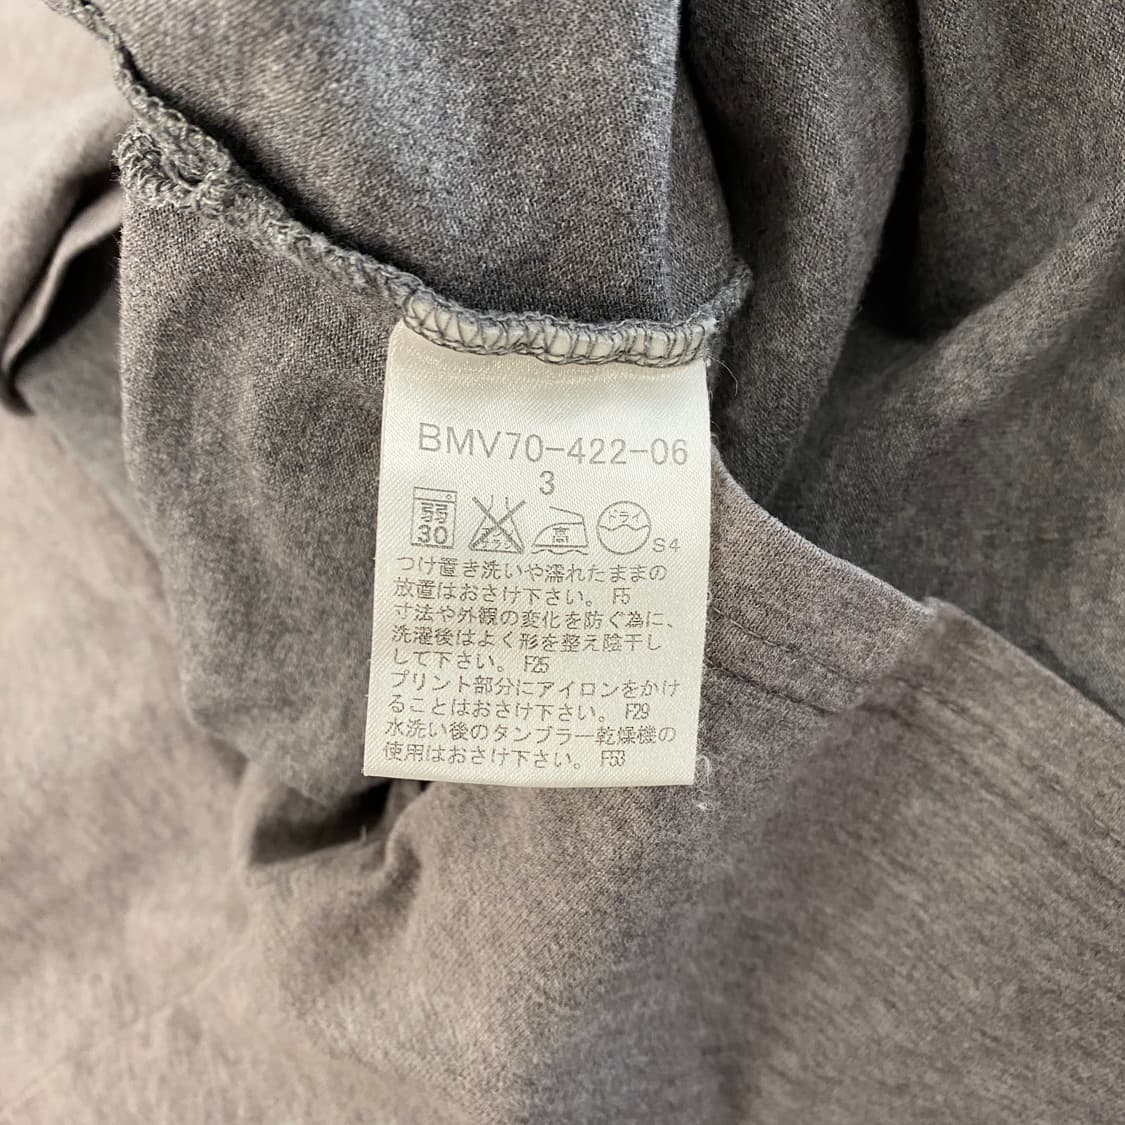 BMV70-422-06
3
弱 エンソサラシ 高 ドライ
30 S4
つけ置き洗いや濡れたままの
放置はおさけ下さい。 F5
寸法や外観の変化を防ぐ為に、
洗濯後はよく形を整え陰干し
して下さい。 F25
プリント部分にアイロンをかけ
ることはおさけ下さい。 F29
水洗い後のタンブラー乾燥機の
使用はおさけ下さい。 F53